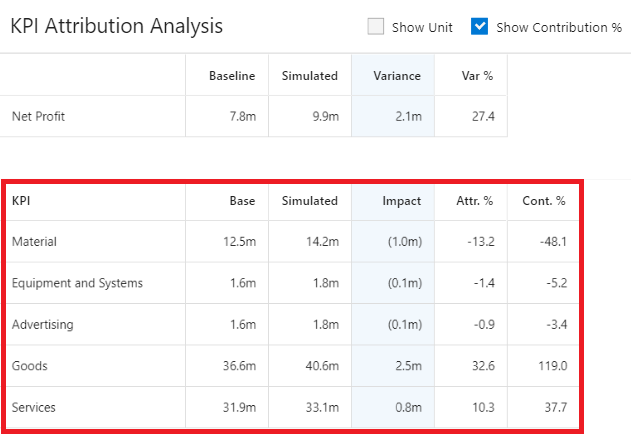 KPI Attribution Analysis Show Unit Show Contribution %
Baseline Simulated Variance Var %
Net Profit 7.8m 9.9m 2.1m 27.4
KPI Base Simulated Impact Attr. % Cont. %
Material 12.5m 14.2m (1.0m) -13.2 -48.1
Equipment and Systems 1.6m 1.8m (0.1m) -1.4 -5.2
Advertising 1.6m 1.8m (0.1m) -0.9 -3.4
Goods 36.6m 40.6m 2.5m 32.6 119.0
Services 31.9m 33.1m 0.8m 10.3 37.7